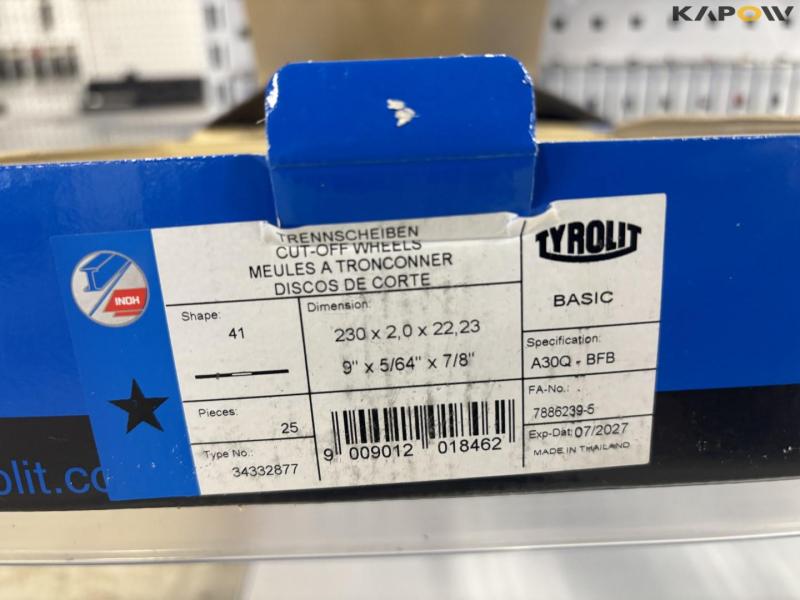 KAPOW
TRENNSCHEIBEN
CUT-OFF WHEELS
MEULES A TRONCONNER
DISCOS DE CORTE
TYROLIT
BASIC
INOX
Shape:
41
Dimension:
230 x 2,0 x 22,23
9" x 5/64" x 7/8"
Specification:
A30Q - BFB
Pieces:
25
FA-No.:
7886239-5
Type No.:
34332877
9 009012 018462
Exp-Dat: 07/2027
MADE IN THAILAND
olit.co